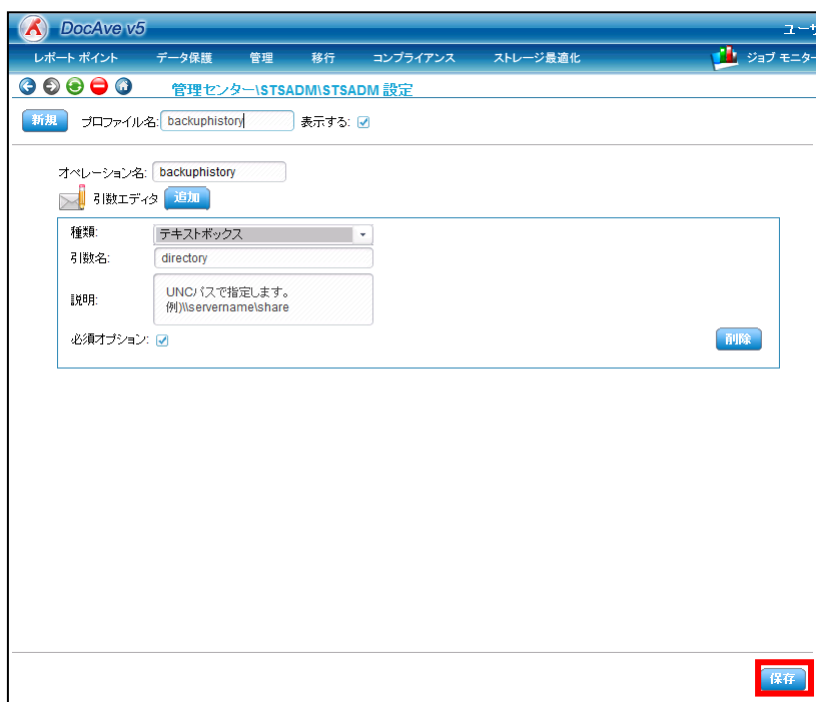 DocAve v5
ユーザ
レポート ポイント データ保護 管理 移行 コンプライアンス ストレージ最適化 ジョブ モニター
管理センター\STSADM\STSADM 設定
新規 プロファイル名: backuphistory 表示する:
オペレーション名: backuphistory
引数エディタ 追加
種類: テキストボックス
引数名: directory
説明: UNCパスで指定します。
例)\\servername\share
必須オプション: 削除
保存